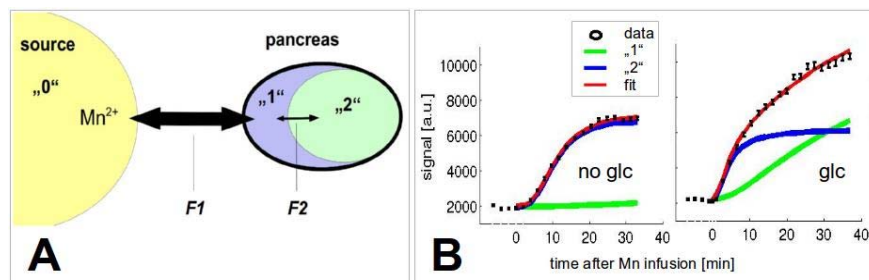 source
„0“
Mn2+
pancreas
„1“
„2“
F1
F2
A
B
data
„1“
„2“
fit
signal [a.u.]
10000
8000
6000
4000
2000
no glc
glc
0 10 20 30 40
0 10 20 30 40
time after Mn infusion [min]